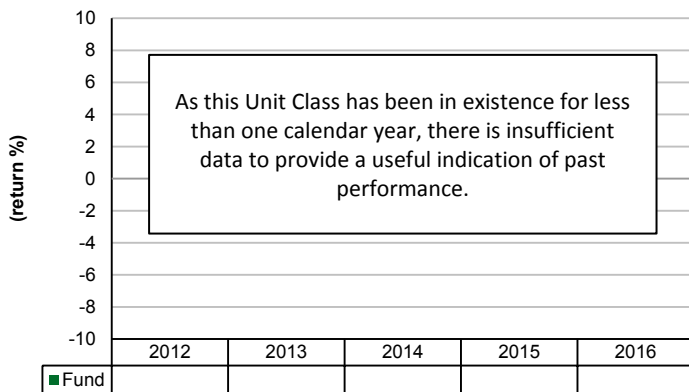 10
8
6
4
2
0
-2
-4
-6
-8
-10
(return %)
As this Unit Class has been in existence for less
than one calendar year, there is insufficient
data to provide a useful indication of past
performance.
2012 2013 2014 2015 2016
Fund